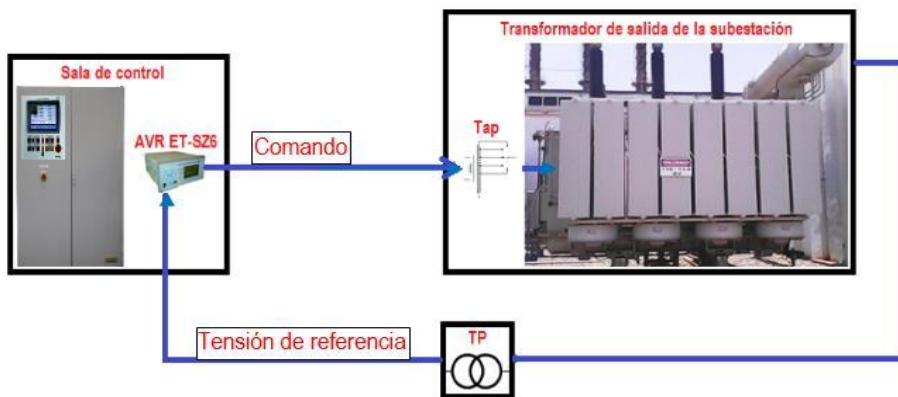 Transformador de salida de la subestación
Sala de control
AVR ET-SZ6
Comando
Tap
Tensión de referencia
TP